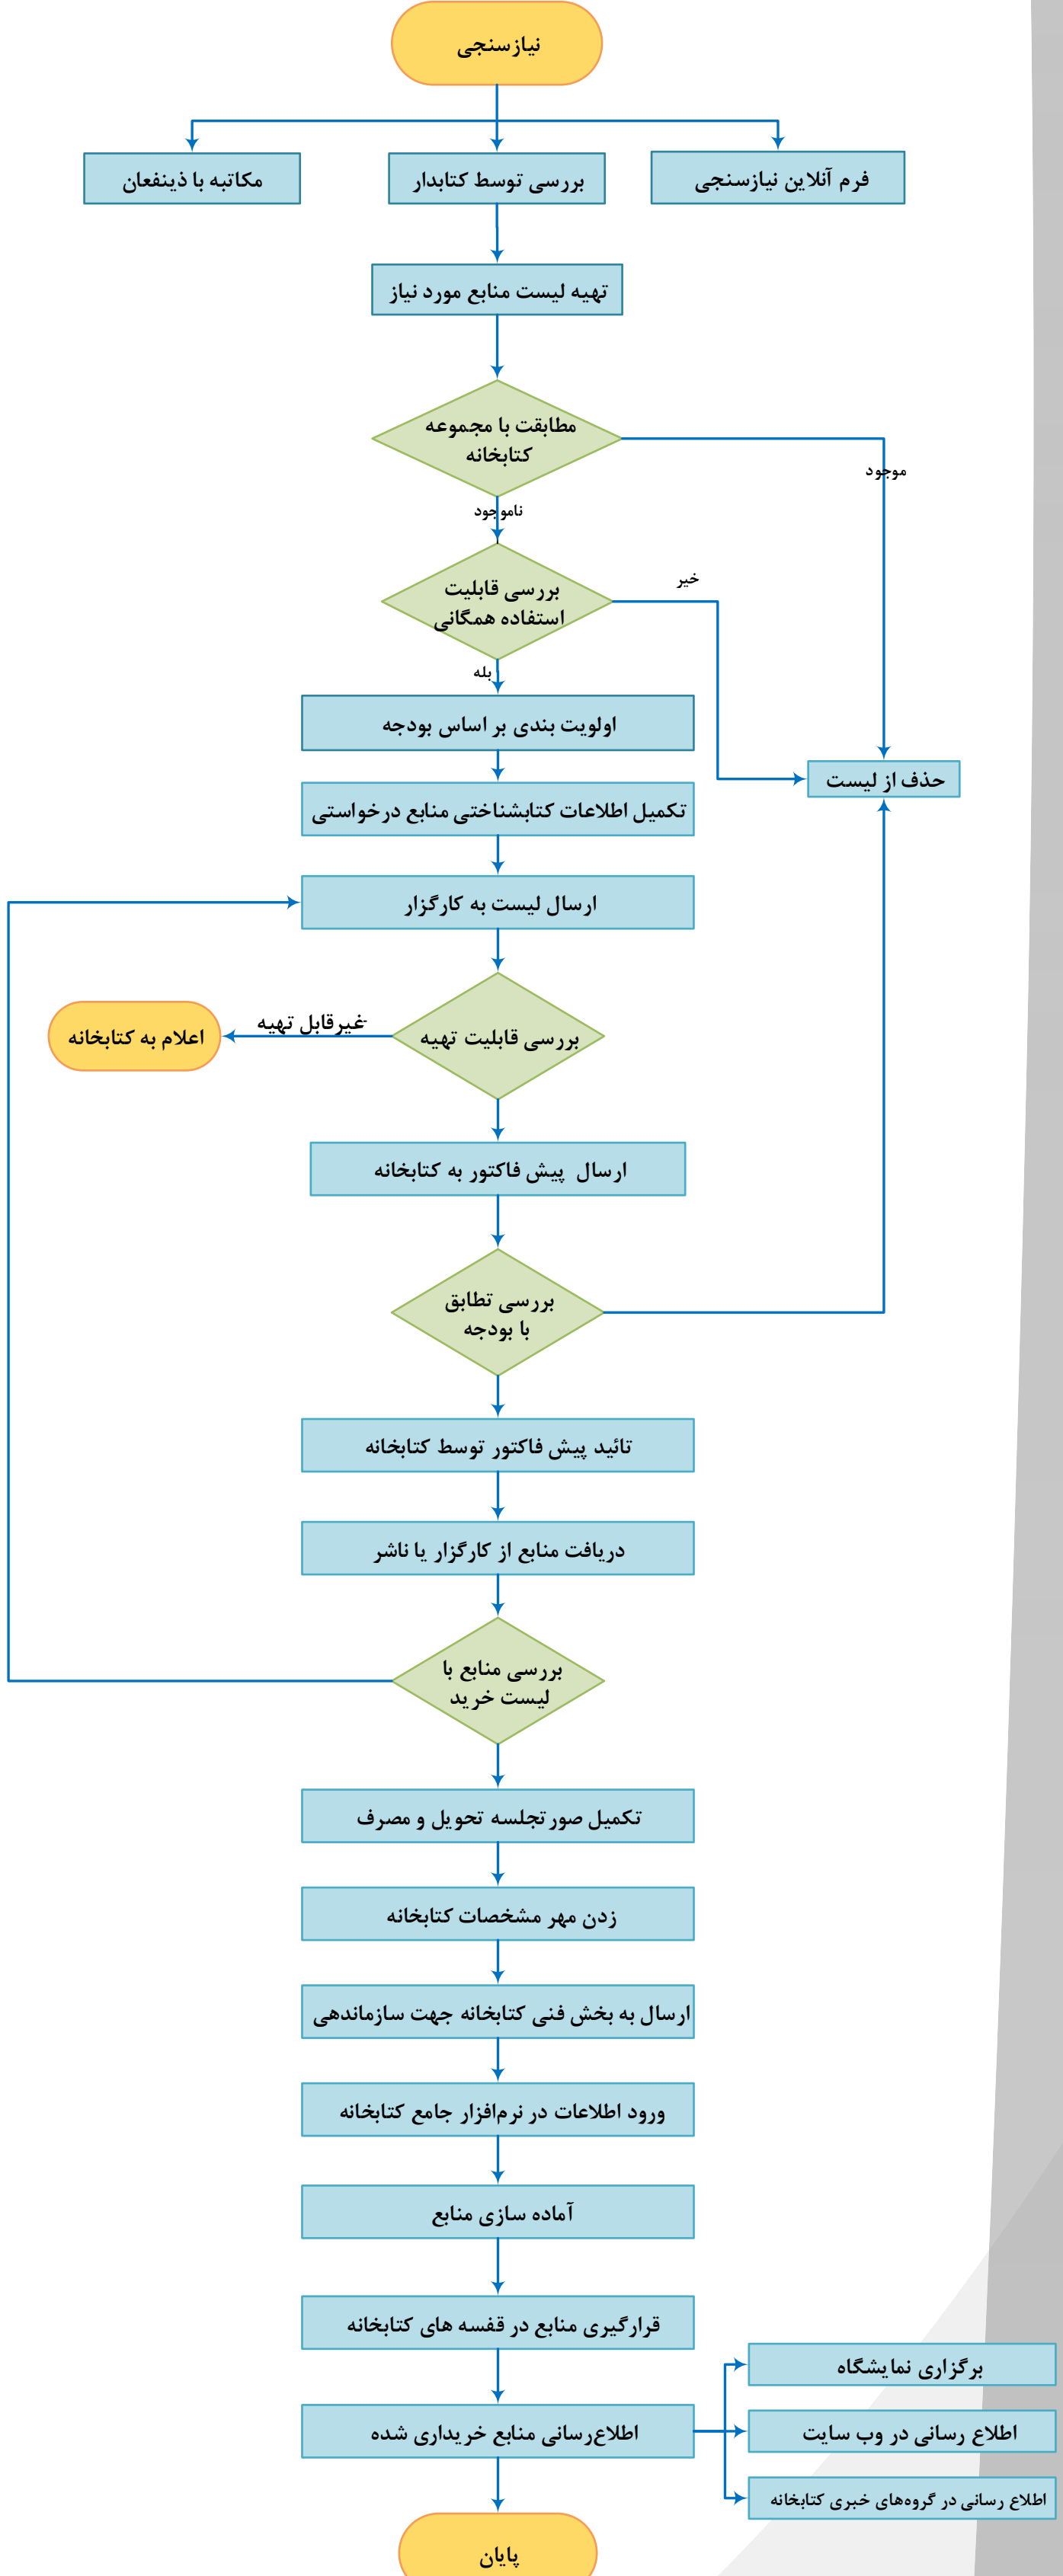 نیازسنجی
فرم آنلاین نیازسنجی
بررسی توسط کتابدار
مکاتبه با ذینفعان
تهیه لیست منابع مورد نیاز
مطابقت با مجموعه
کتابخانه
موجود
ناموجود
بررسی قابلیت
استفاده همگانی
خیر
بله
اولویت بندی بر اساس بودجه
حذف از لیست
تکمیل اطلاعات کتابشناختی منابع درخواستی
ارسال لیست به کارگزار
بررسی قابلیت تهیه
غیرقابل تهیه
اعلام به کتابخانه
ارسال پیش فاکتور به کتابخانه
بررسی تطابق
با بودجه
تائید پیش فاکتور توسط کتابخانه
دریافت منابع از کارگزار یا ناشر
بررسی منابع با
لیست خرید
تکمیل صورتجلسه تحویل و مصرف
زدن مهر مشخصات کتابخانه
ارسال به بخش فنی کتابخانه جهت سازماندهی
ورود اطلاعات در نرم‌افزار جامع کتابخانه
آماده سازی منابع
قرارگیری منابع در قفسه های کتابخانه
برگزاری نمایشگاه
اطلاع‌رسانی منابع خریداری شده
اطلاع رسانی در وب سایت
اطلاع رسانی در گروه‌های خبری کتابخانه
پایان